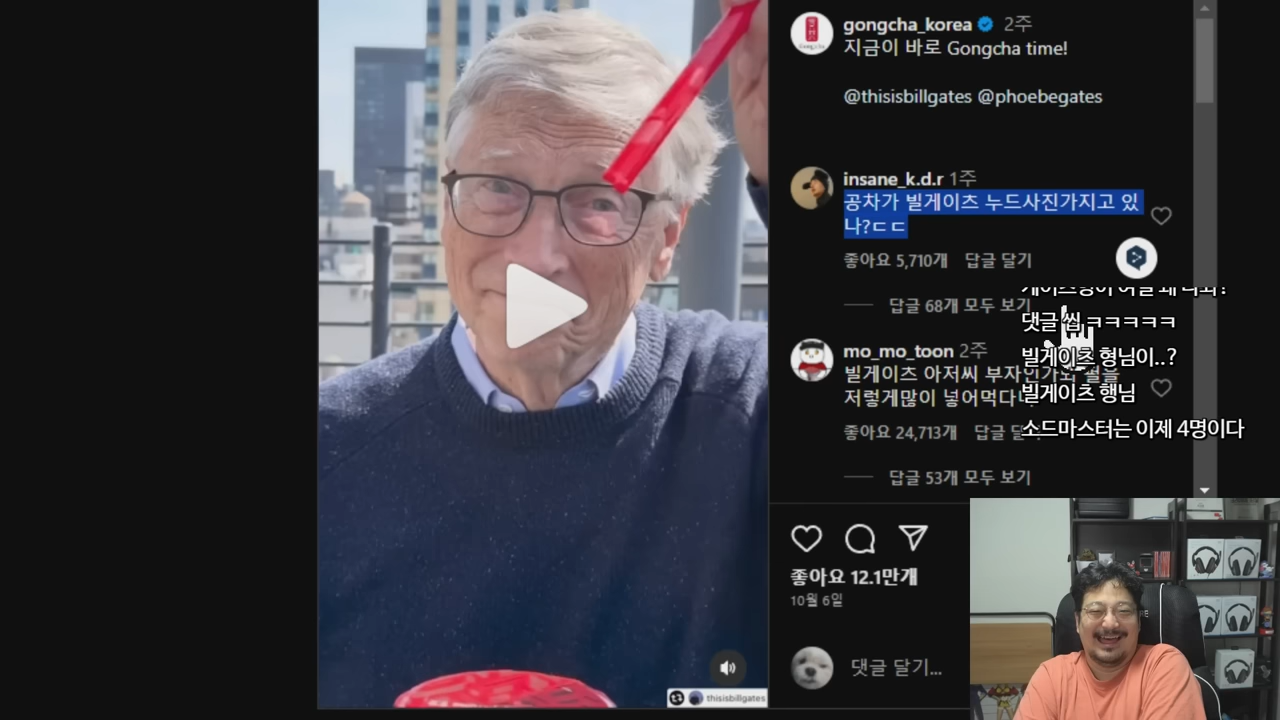 gongcha_korea 2주
지금이 바로 Gongcha time!
@thisisbillgates @phoebegates
insane_k.d.r 1주
공차가 빌게이츠 누드사진가지고 있
나?ㄷㄷ
좋아요 5,710개 답글 달기
답글 68개 모두 보기
댓글 씹 ㅋㅋㅋㅋㅋ
mo_mo_toon 2주
빌게이츠 형님이..?
빌게이츠 아저씨
빌게이츠 행님
저렇게많이 넣어먹다니
좋아요 24,713개 답글
소드마스터는 이제 4명이다
답글 53개 모두 보기
좋아요 12.1만개
10월 6일
댓글 달기...
thisisbillgates